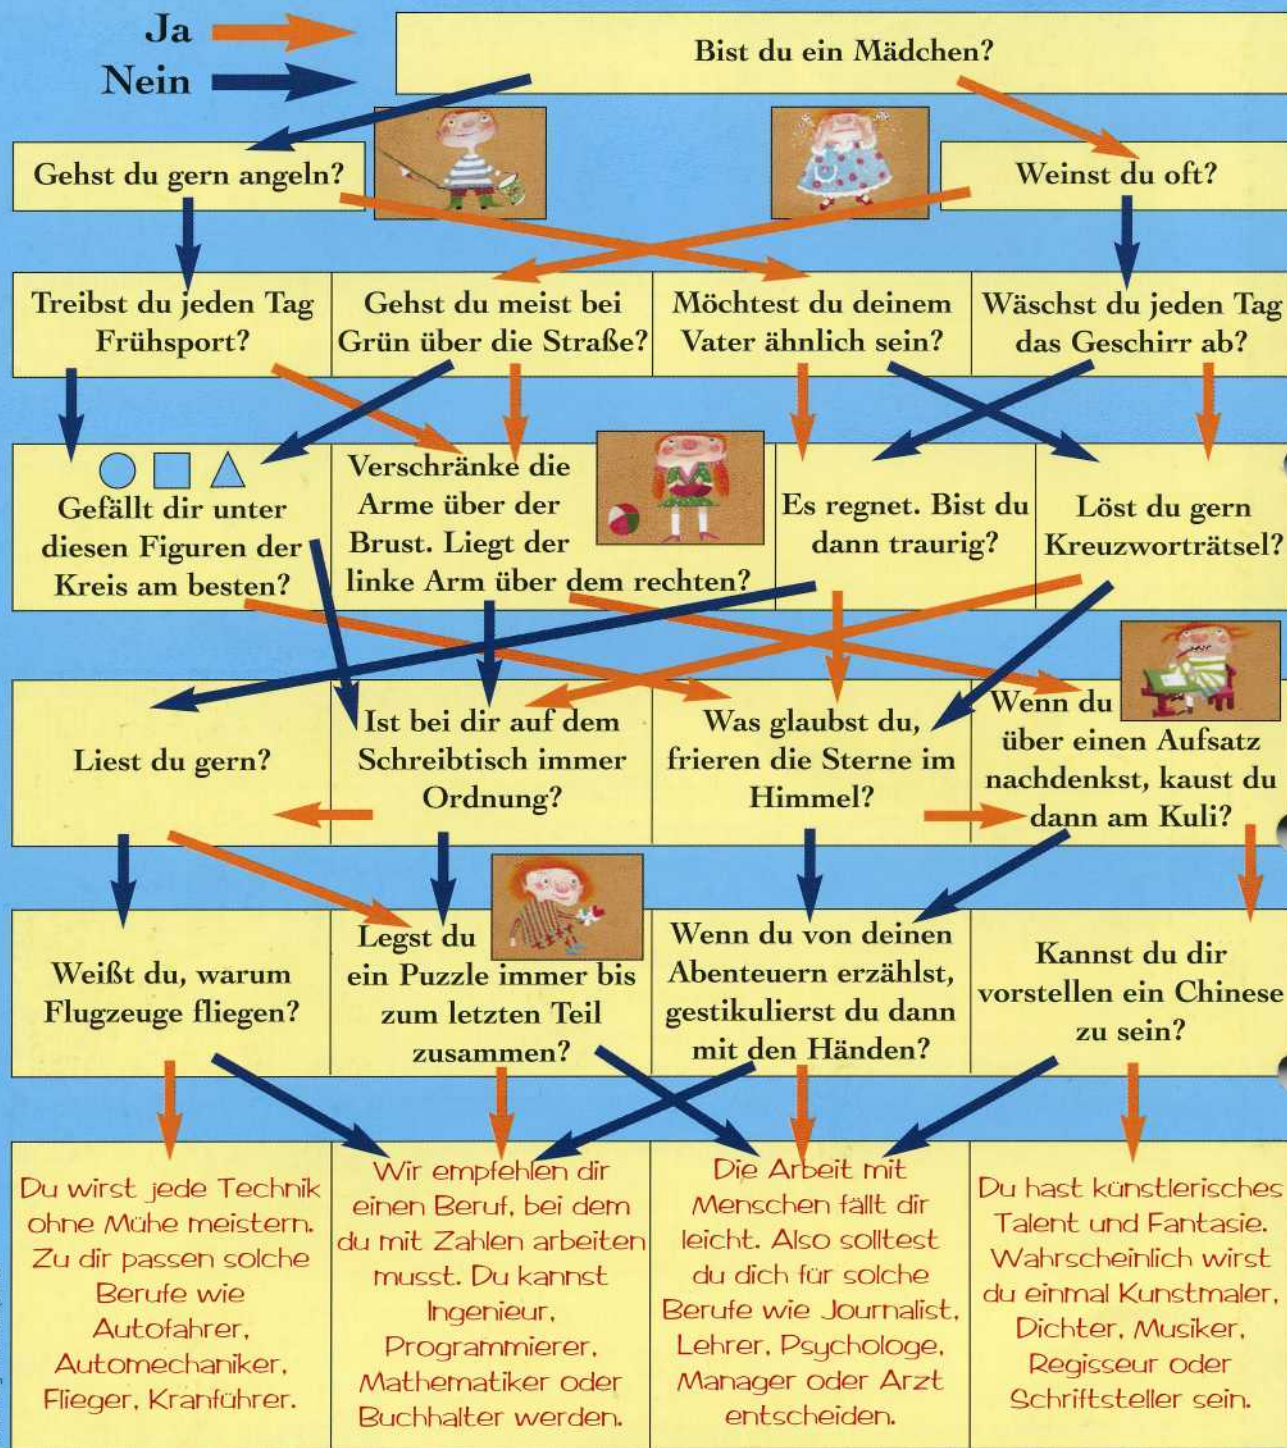 Ja
Nein
Bist du ein Mädchen?
Gehst du gern angeln?
Weinst du oft?
Treibst du jeden Tag
Frühsport?
Gehst du meist bei
Grün über die Straße?
Möchtest du deinem
Vater ähnlich sein?
Wäschst du jeden Tag
das Geschirr ab?
Gefällt dir unter
diesen Figuren der
Kreis am besten?
Verschränke die
Arme über der
Brust. Liegt der
linke Arm über dem rechten?
Es regnet. Bist du
dann traurig?
Löst du gern
Kreuzworträtsel?
Liest du gern?
Ist bei dir auf dem
Schreibtisch immer
Ordnung?
Was glaubst du,
frieren die Sterne im
Himmel?
Wenn du
über einen Aufsatz
nachdenkst, kaust du
dann am Kuli?
Weißt du, warum
Flugzeuge fliegen?
Legst du
ein Puzzle immer bis
zum letzten Teil
zusammen?
Wenn du von deinen
Abenteuern erzählst,
gestikulierst du dann
mit den Händen?
Kannst du dir
vorstellen ein Chinese
zu sein?
Du wirst jede Technik
ohne Mühe meistern.
Zu dir passen solche
Berufe wie
Autofahrer,
Automechaniker,
Flieger, Kranführer.
Wir empfehlen dir
einen Beruf, bei dem
du mit Zahlen arbeiten
musst. Du kannst
Ingenieur,
Programmierer,
Mathematiker oder
Buchhalter werden.
Die Arbeit mit
Menschen fällt dir
leicht. Also solltest
du dich für solche
Berufe wie Journalist,
Lehrer, Psychologe,
Manager oder Arzt
entscheiden.
Du hast künstlerisches
Talent und Fantasie.
Wahrscheinlich wirst
du einmal Kunstmaler,
Dichter, Musiker,
Regisseur oder
Schriftsteller sein.